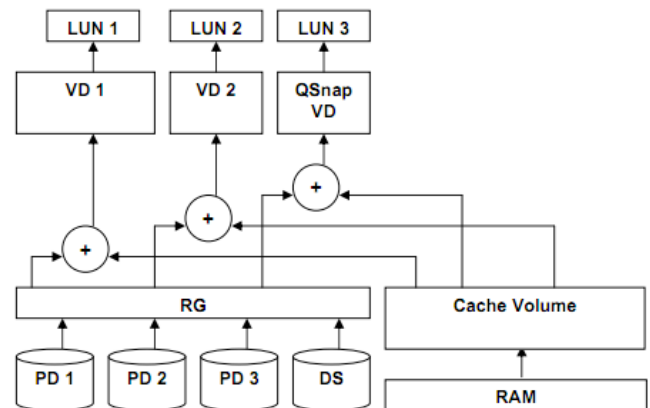 LUN 1
LUN 2
LUN 3
VD 1
VD 2
QSnap
VD
+
+
+
RG
Cache Volume
PD 1
PD 2
PD 3
DS
RAM